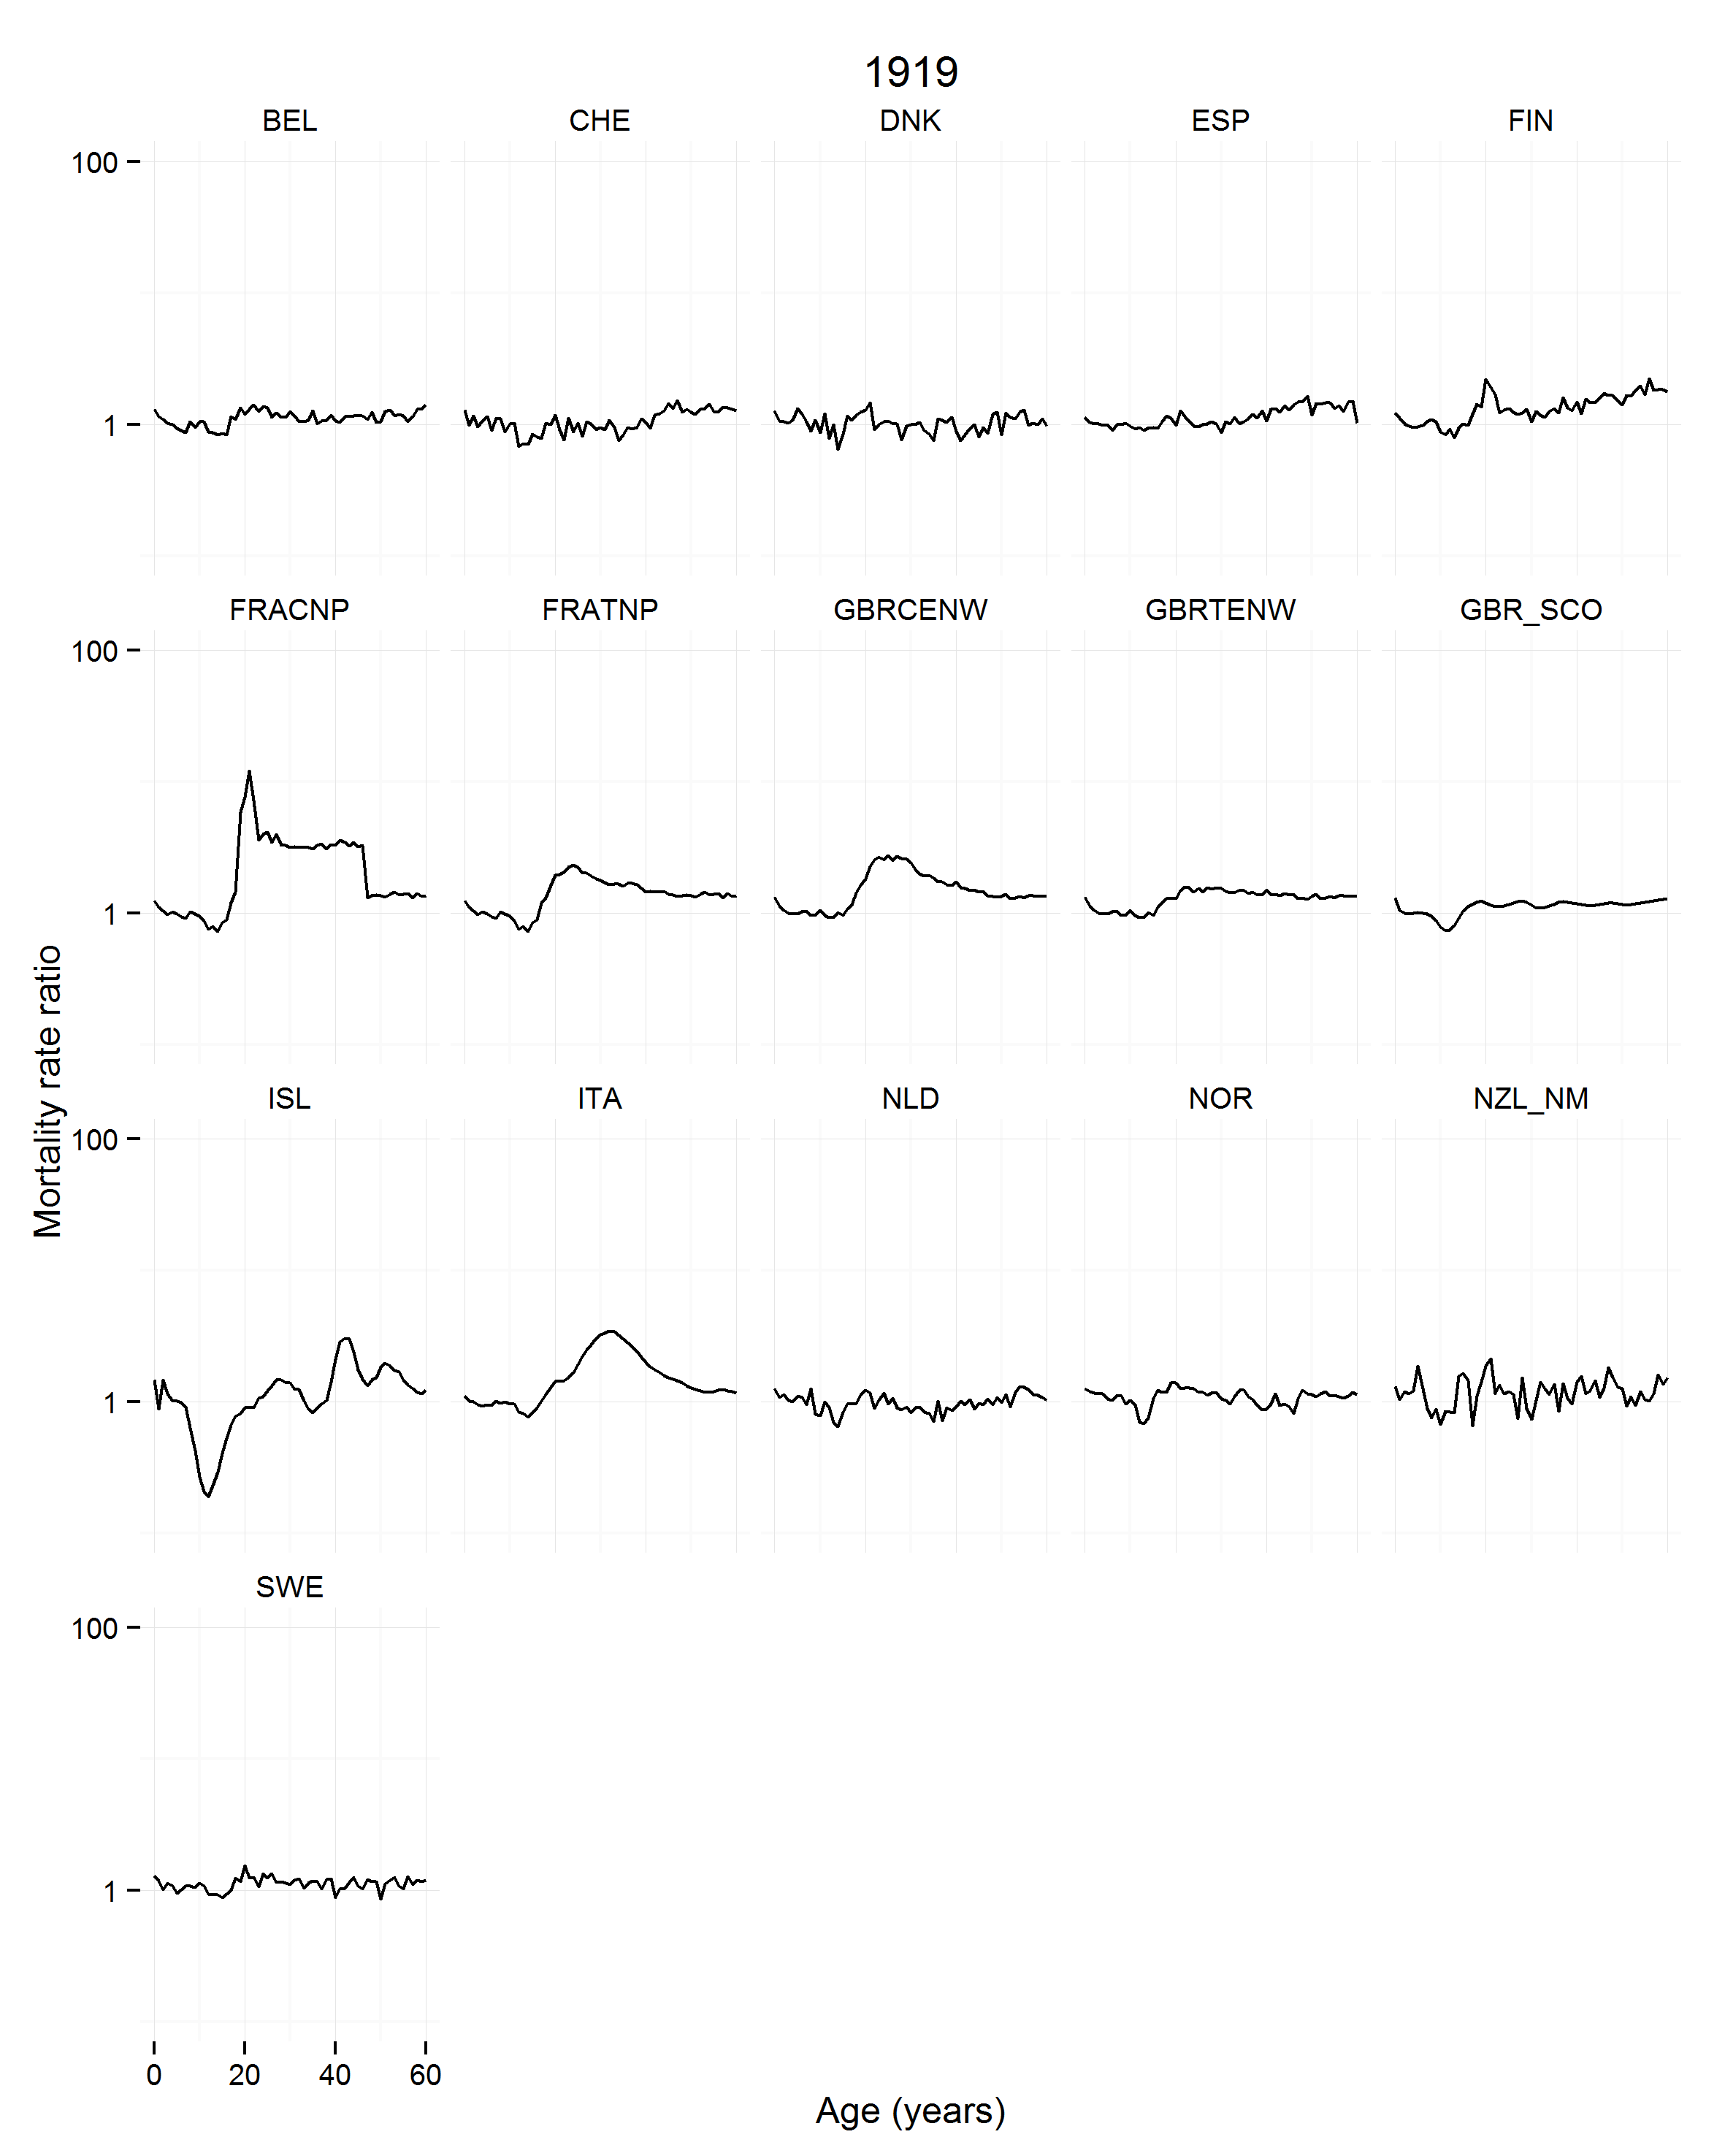 1919
BEL CHE DNK ESP FIN
100
1
FRACNP FRATNP GBRCENW GBRTENW GBR_SCO
100
1
Mortality rate ratio
ISL ITA NLD NOR NZL_NM
100
1
SWE
100
1
0 20 40 60
Age (years)